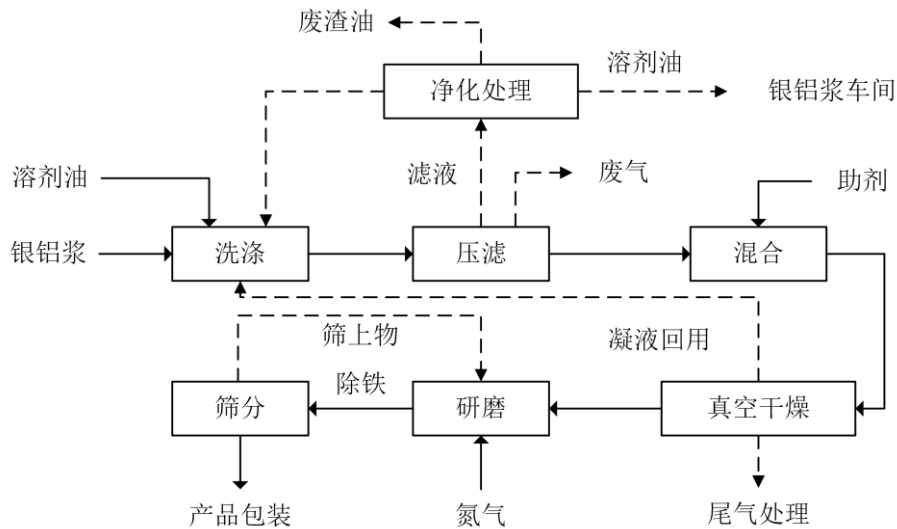 废渣油
净化处理
溶剂油
银铝浆车间
滤液
废气
溶剂油
助剂
银铝浆
洗涤
压滤
混合
筛上物
凝液回用
除铁
筛分
研磨
真空干燥
产品包装
氮气
尾气处理